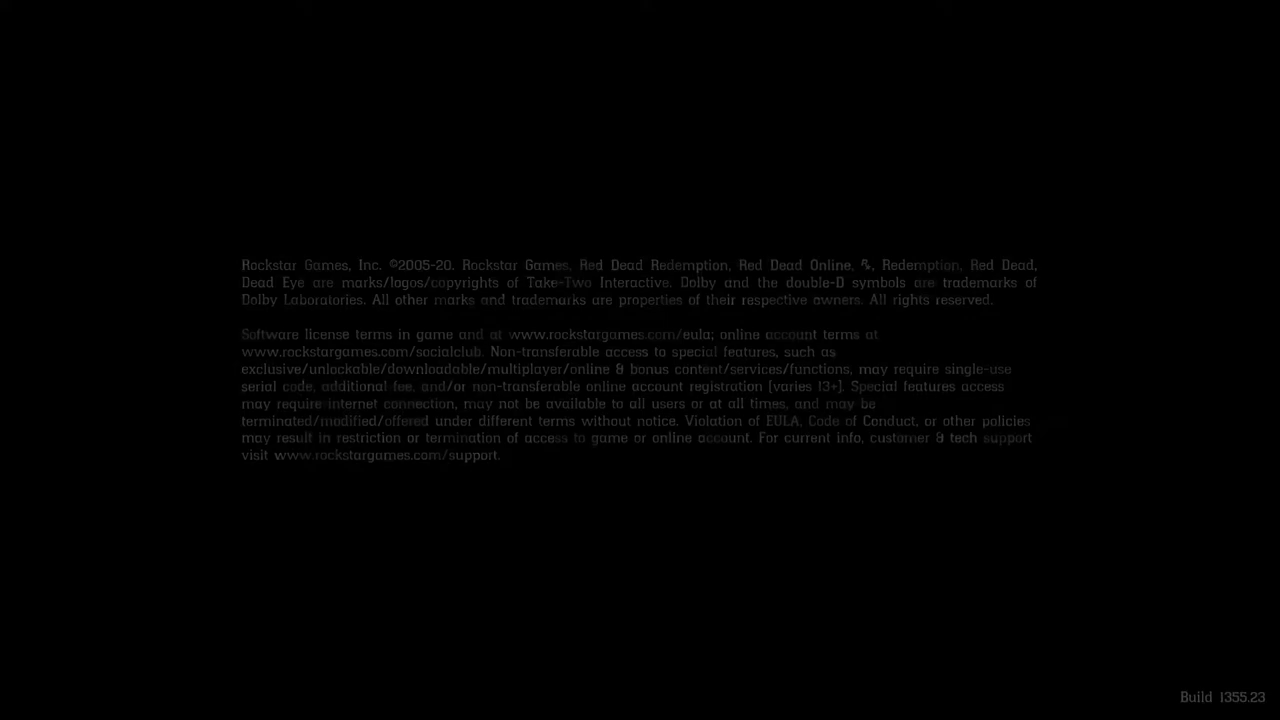 Rockstar Games, Inc. ©2005-20. Rockstar Games, Red Dead Redemption, Red Dead Online, R*, Redemption, Red Dead,
Dead Eye are marks/logos/copyrights of Take-Two Interactive. Dolby and the double-D symbols are trademarks of
Dolby Laboratories. All other marks and trademarks are properties of their respective owners. All rights reserved.
Software license terms in game and at www.rockstargames.com/eula; online account terms at
www.rockstargames.com/socialclub. Non-transferable access to special features, such as
exclusive/unlockable/downloadable/multiplayer/online & bonus content/services/functions, may require single-use
serial code, additional fee, and/or non-transferable online account registration (varies 13+). Special features access
may require internet connection, may not be available to all users or at all times, and may be
terminated/modified/offered under different terms without notice. Violation of EULA, Code of Conduct, or other policies
may result in restriction or termination of access to game or online account. For current info, customer & tech support
visit www.rockstargames.com/support.
Build 1355.23